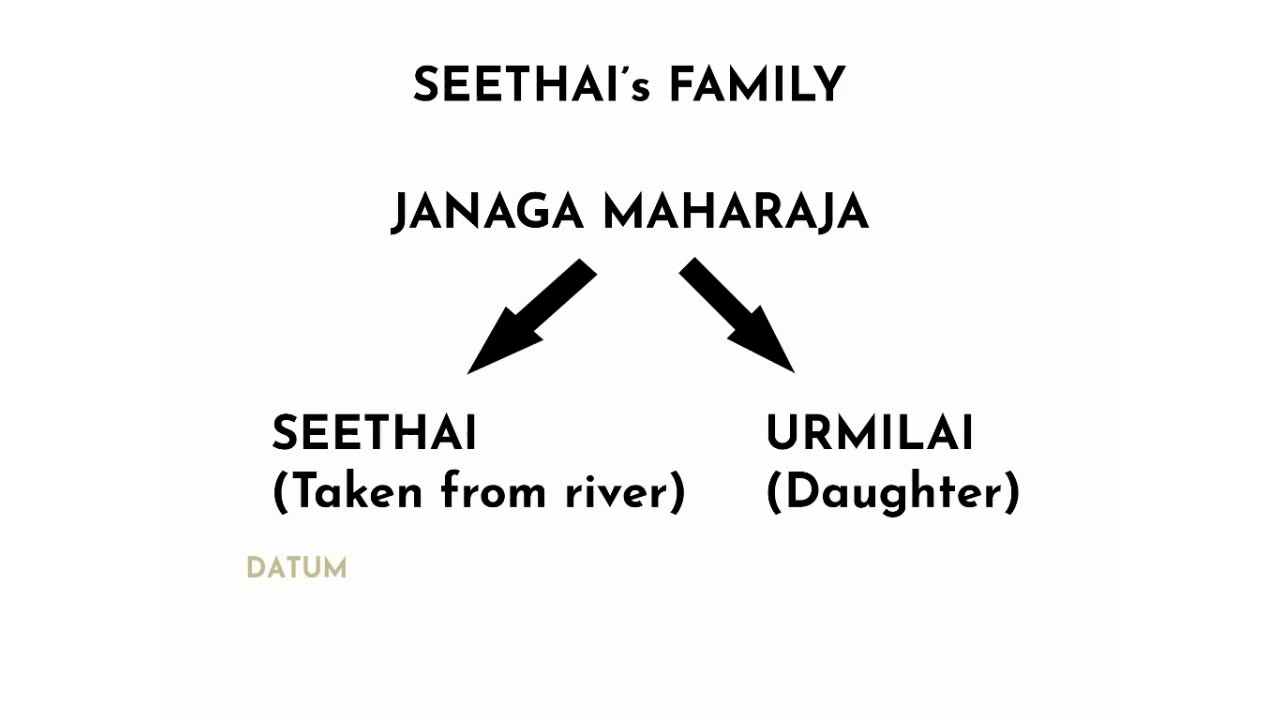 SEETHAI's FAMILY
JANAGA MAHARAJA
SEETHAI
(Taken from river)
URMILAI
(Daughter)
DATUM